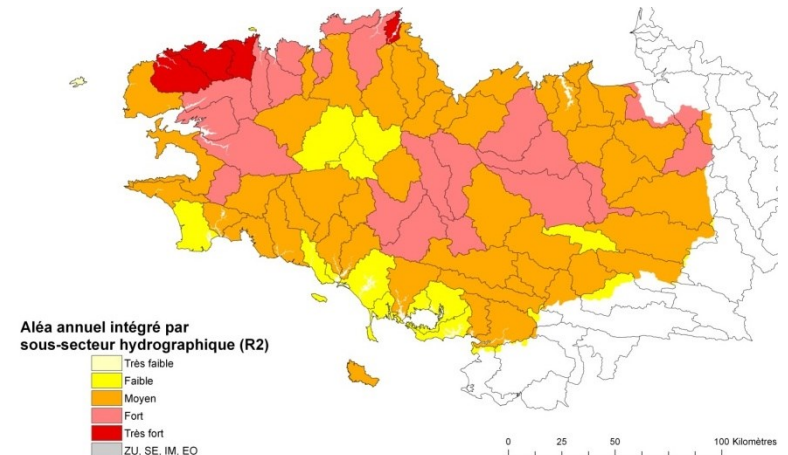 Aléa annuel intégré par
sous-secteur hydrographique (R2)
Très faible
Faible
Moyen
Fort
Très fort
ZU, SE, IM, EO
0 25 50 100 Kilomètres